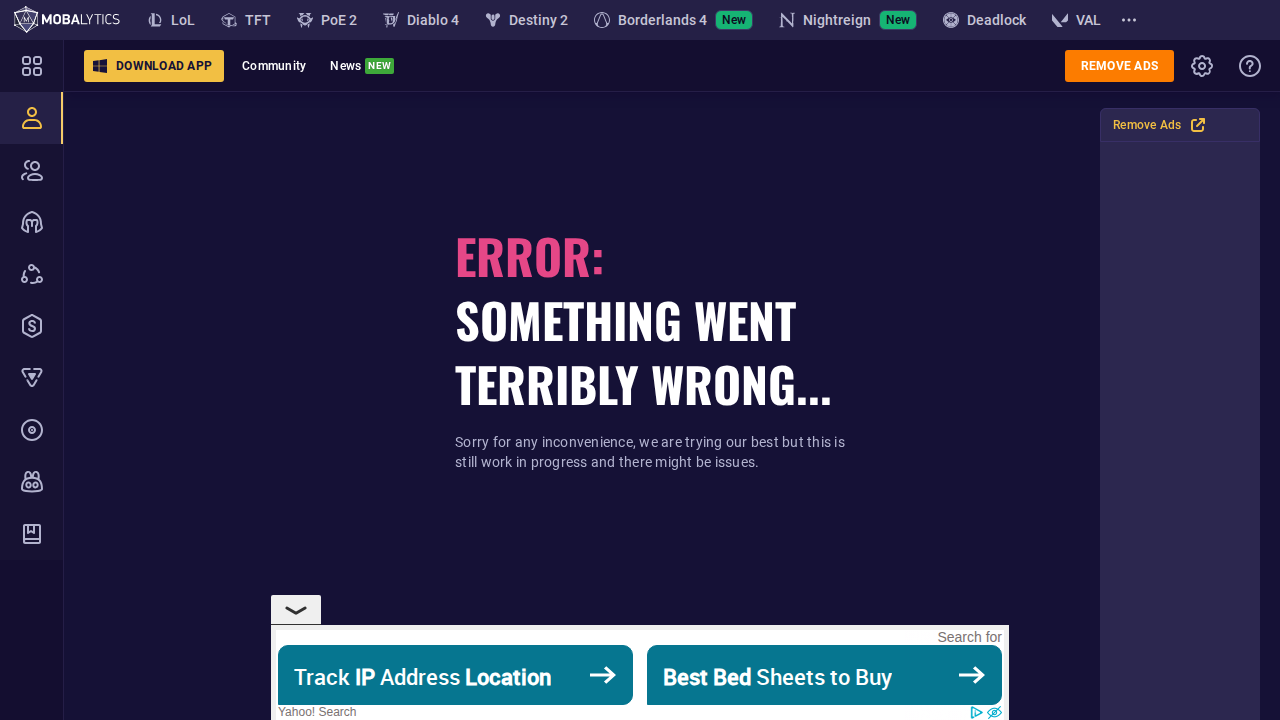 MOBALYTICS LoL TFT PoE 2 Diablo 4 Destiny 2 Borderlands 4 New Nightreign New Deadlock VAL
DOWNLOAD APP Community News NEW REMOVE ADS
Remove Ads
ERROR:
SOMETHING WENT
TERRIBLY WRONG...
Sorry for any inconvenience, we are trying our best but this is
still work in progress and there might be issues.
Search for
Track IP Address Location
Best Bed Sheets to Buy
Yahoo! Search